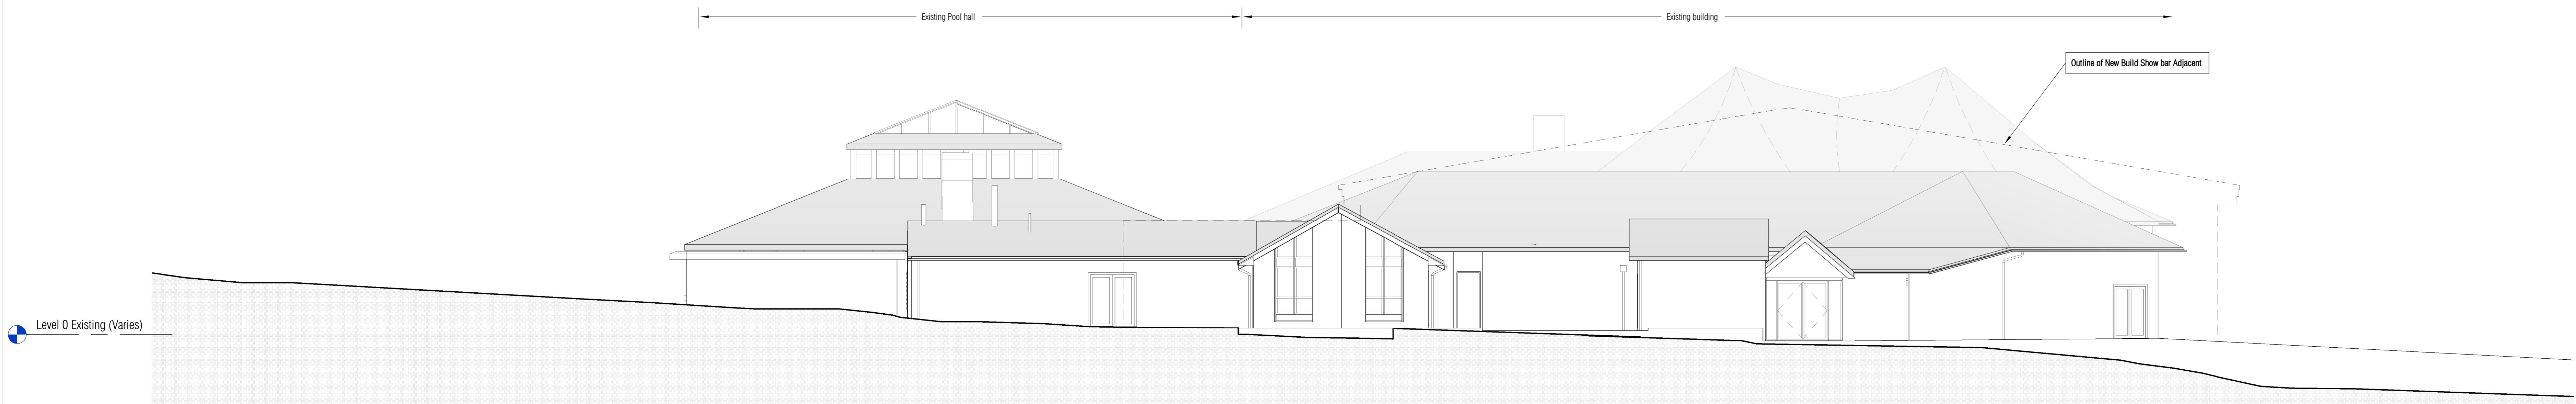 Existing Pool hall
Existing building
Outline of New Build Show bar Adjacent
Level 0 Existing (Varies)